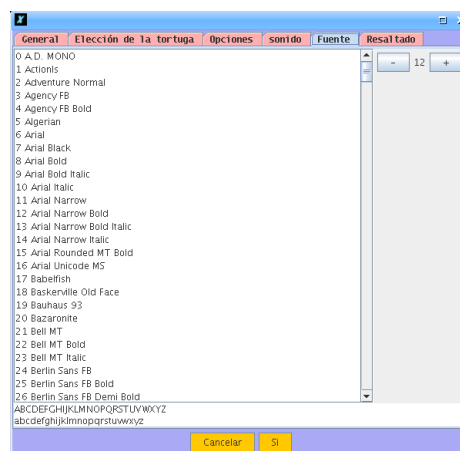 General Elección de la tortuga Opciones sonido Fuente Resaltado
0 A.D. MONO
1 ActionIs
2 Adventure Normal
3 Agency FB
4 Agency FB Bold
5 Algerian
6 Arial
7 Arial Black
8 Arial Bold
9 Arial Bold Italic
10 Arial Italic
11 Arial Narrow
12 Arial Narrow Bold
13 Arial Narrow Bold Italic
14 Arial Narrow Italic
15 Arial Rounded MT Bold
16 Arial Unicode MS
17 Babelfish
18 Baskerville Old Face
19 Bauhaus 93
20 Bazaronite
21 Bell MT
22 Bell MT Bold
23 Bell MT Italic
24 Berlin Sans FB
25 Berlin Sans FB Bold
26 Berlin Sans FB Demi Bold
- 12 +
ABCDEFGHIJKLMNOPQRSTUVWXYZ
abcdefghijklmnopqrstuvwxyz
Cancelar Si